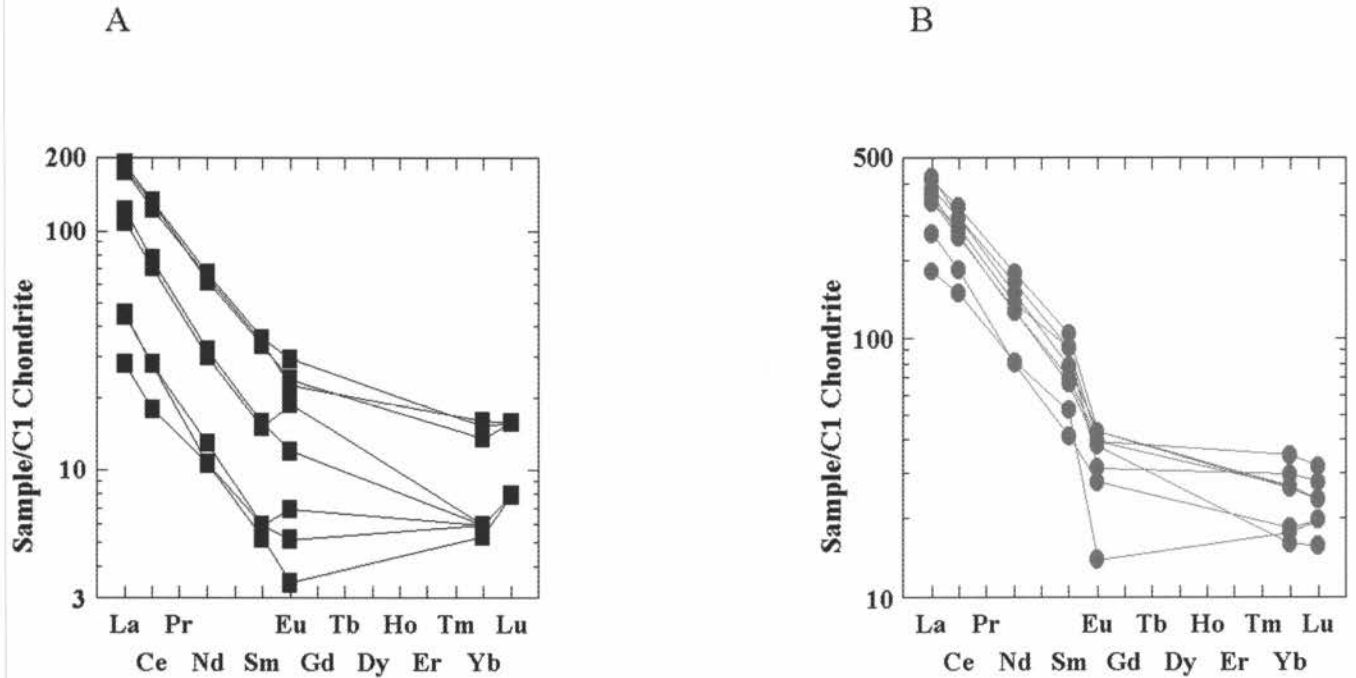 A
B
200
100
10
3
Sample/C1 Chondrite
La Pr Eu Tb Ho Tm Lu
Ce Nd Sm Gd Dy Er Yb
500
100
10
Sample/C1 Chondrite
La Pr Eu Tb Ho Tm Lu
Ce Nd Sm Gd Dy Er Yb